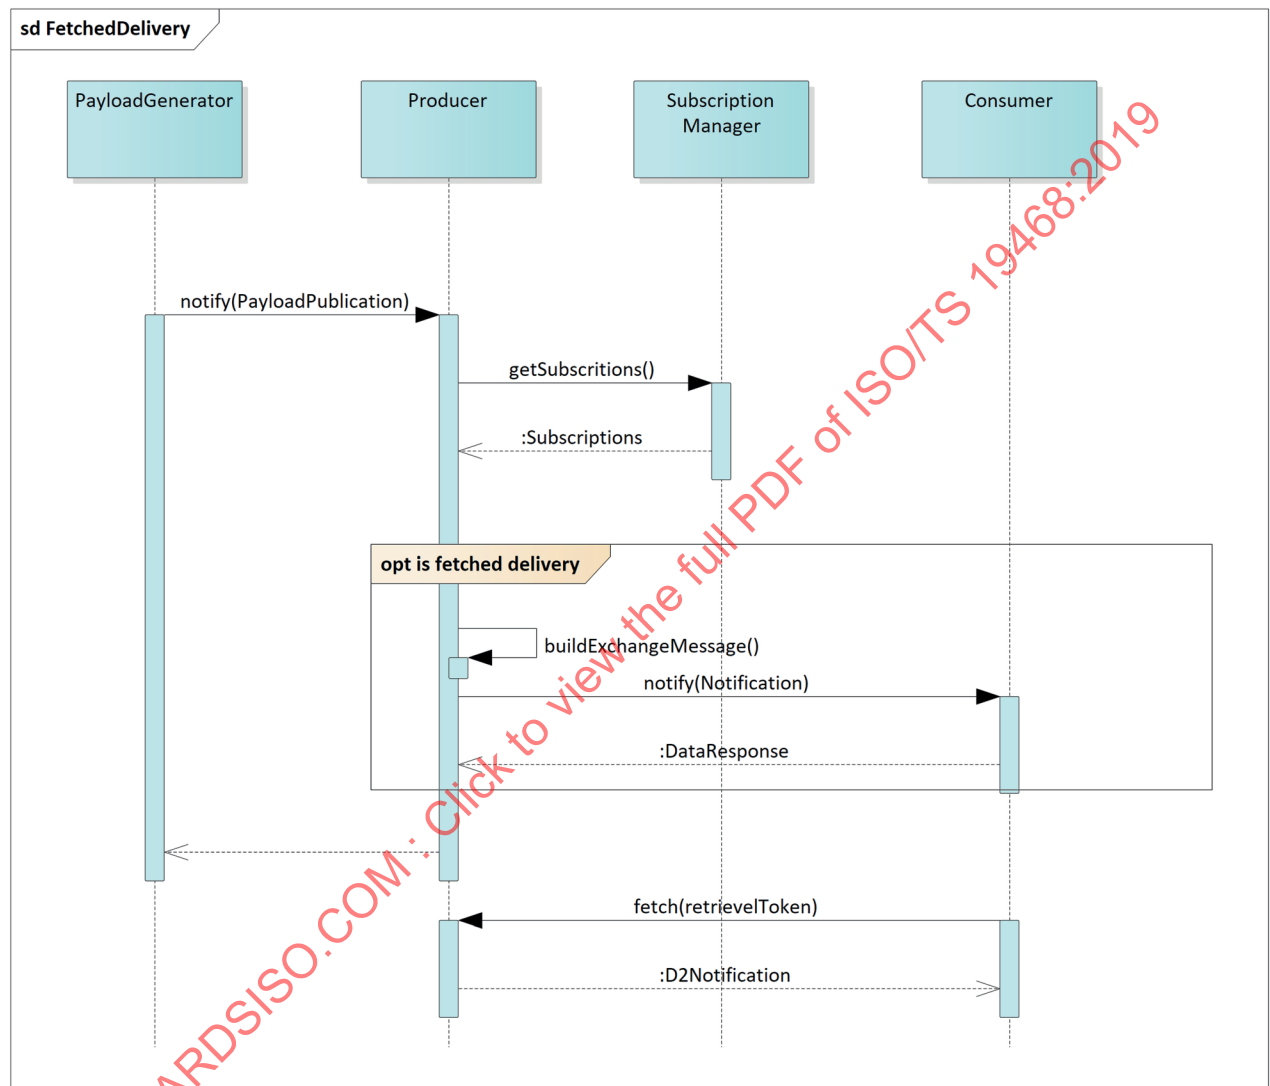 sd FetchedDelivery
PayloadGenerator
Producer
Subscription
Manager
Consumer
notify(PayloadPublication)
getSubscritions()
:Subscriptions
opt is fetched delivery
buildExchangeMessage()
notify(Notification)
:DataResponse
fetch(retrievelToken)
:D2Notification
ARDSISO.COM : Click to view the full PDF of ISO/TS 19468:2019